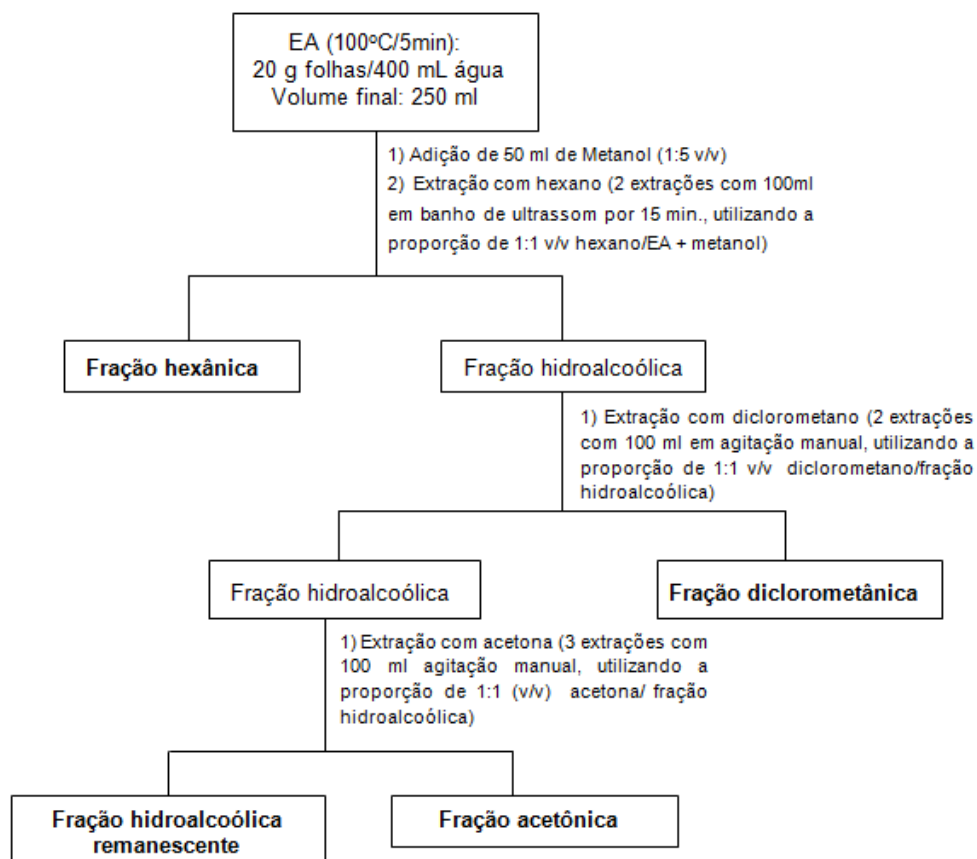 EA (100ºC/5min):
20 g folhas/400 mL água
Volume final: 250 ml
1) Adição de 50 ml de Metanol (1:5 v/v)
2) Extração com hexano (2 extrações com 100ml
em banho de ultrassom por 15 min., utilizando a
proporção de 1:1 v/v hexano/EA + metanol)
Fração hexânica
Fração hidroalcoólica
1) Extração com diclorometano (2 extrações
com 100 ml em agitação manual, utilizando a
proporção de 1:1 v/v diclorometano/fração
hidroalcoólica)
Fração hidroalcoólica
Fração diclorometânica
1) Extração com acetona (3 extrações com
100 ml agitação manual, utilizando a
proporção de 1:1 (v/v) acetona/ fração
hidroalcoólica)
Fração hidroalcoólica
remanescente
Fração acetônica